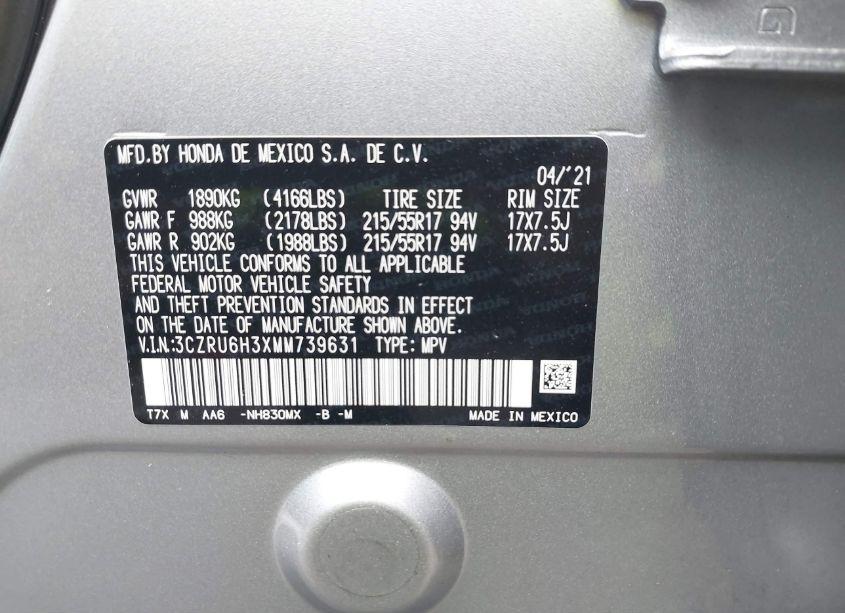 MFD.BY HONDA DE MEXICO S.A. DE C.V.
04/'21
GVWR 1890KG (4166LBS) TIRE SIZE RIM SIZE
GAWR F 988KG (2178LBS) 215/55R17 94V 17X7.5J
GAWR R 902KG (1988LBS) 215/55R17 94V 17X7.5J
THIS VEHICLE CONFORMS TO ALL APPLICABLE
FEDERAL MOTOR VEHICLE SAFETY
AND THEFT PREVENTION STANDARDS IN EFFECT
ON THE DATE OF MANUFACTURE SHOWN ABOVE.
V.I.N:3CZRU6H3XMM739631 TYPE: MPV
T7X M AA6 -NH830MX -B -M MADE IN MEXICO